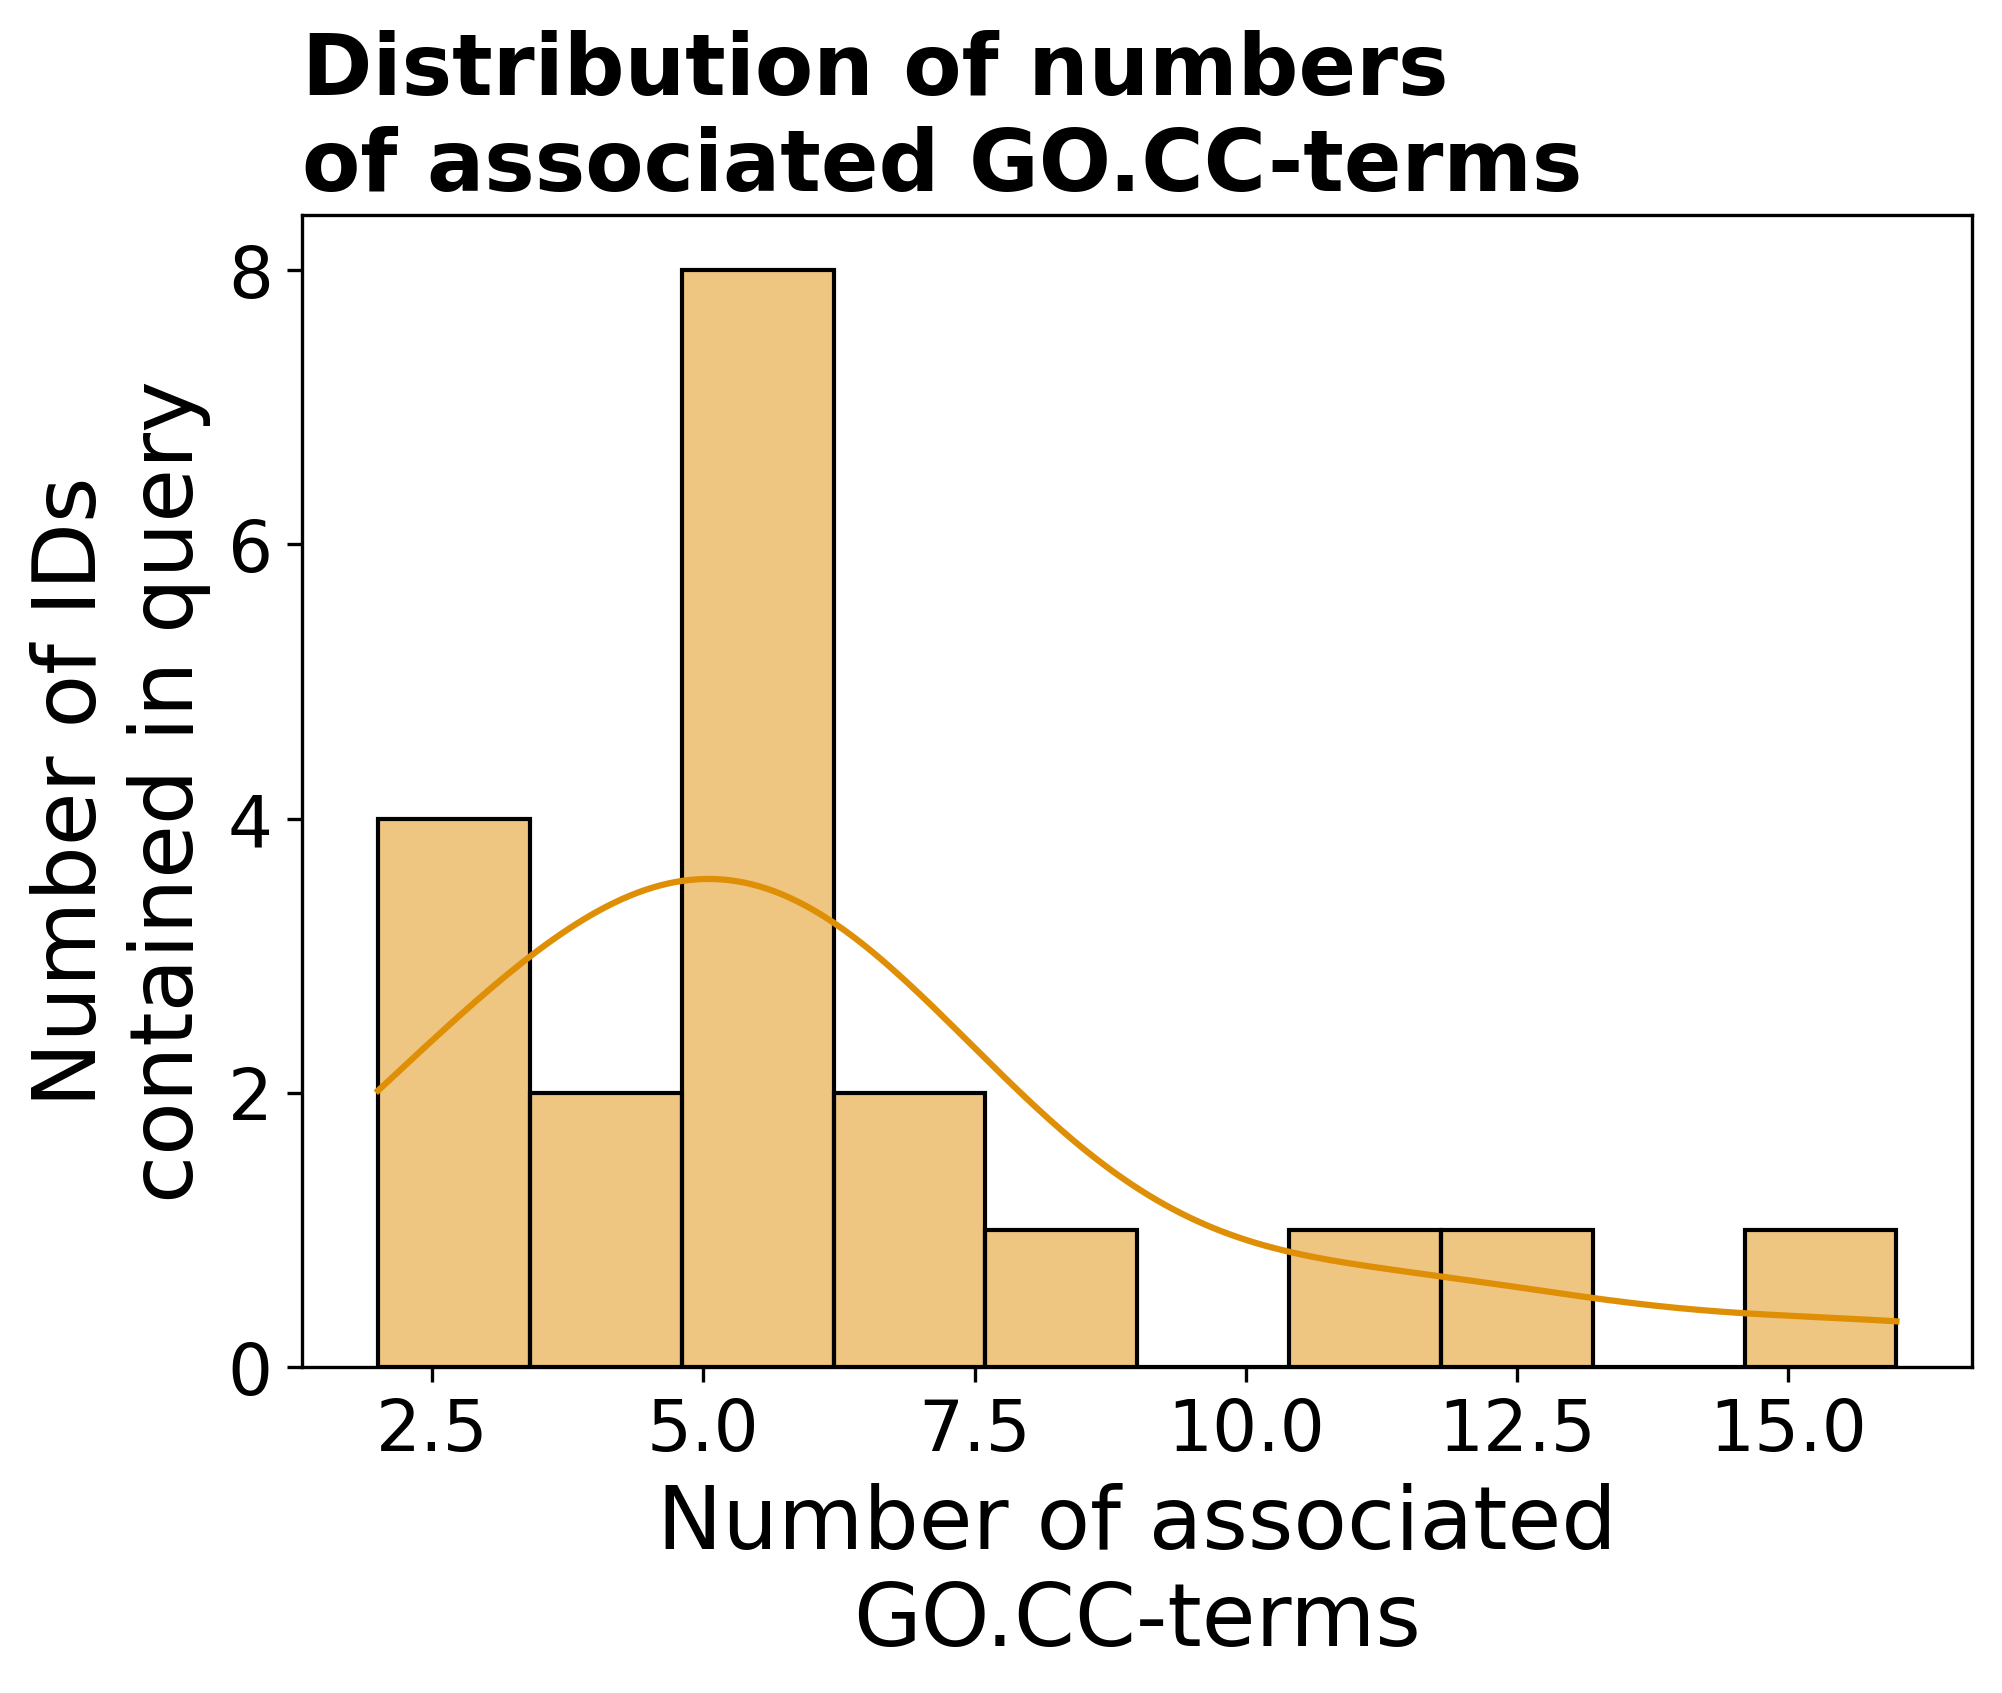 Distribution of numbers
of associated GO.CC-terms
Number of IDs
contained in query
8
6
4
2
0
2.5 5.0 7.5 10.0 12.5 15.0
Number of associated
GO.CC-terms